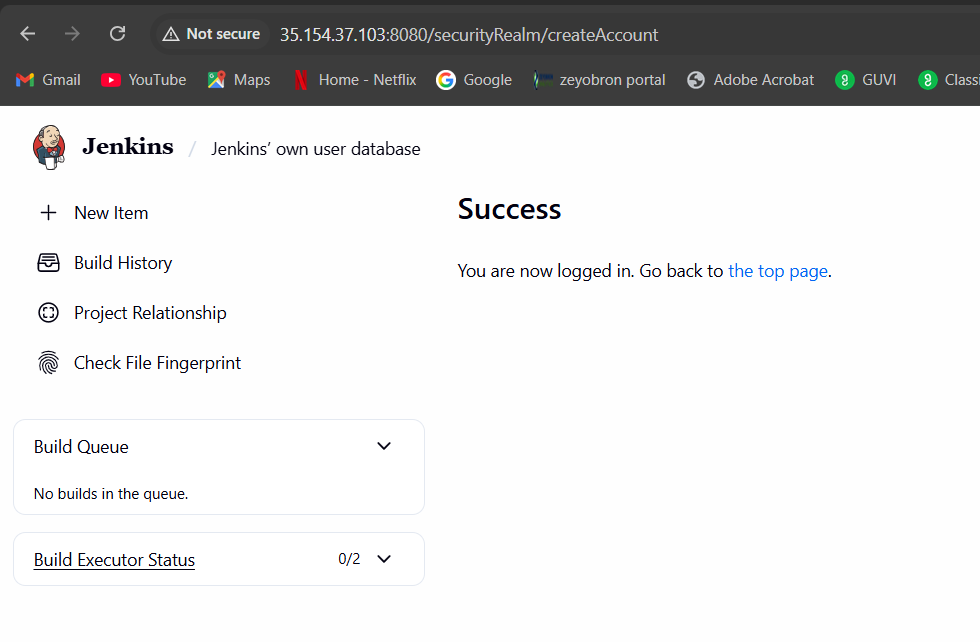 Not secure 35.154.37.103:8080/securityRealm/createAccount
Gmail YouTube Maps Home - Netflix Google zeyobron portal Adobe Acrobat GUVI Classi
Jenkins / Jenkins’ own user database
New Item
Build History
Project Relationship
Check File Fingerprint
Build Queue
No builds in the queue.
Build Executor Status 0/2
Success
You are now logged in. Go back to the top page.